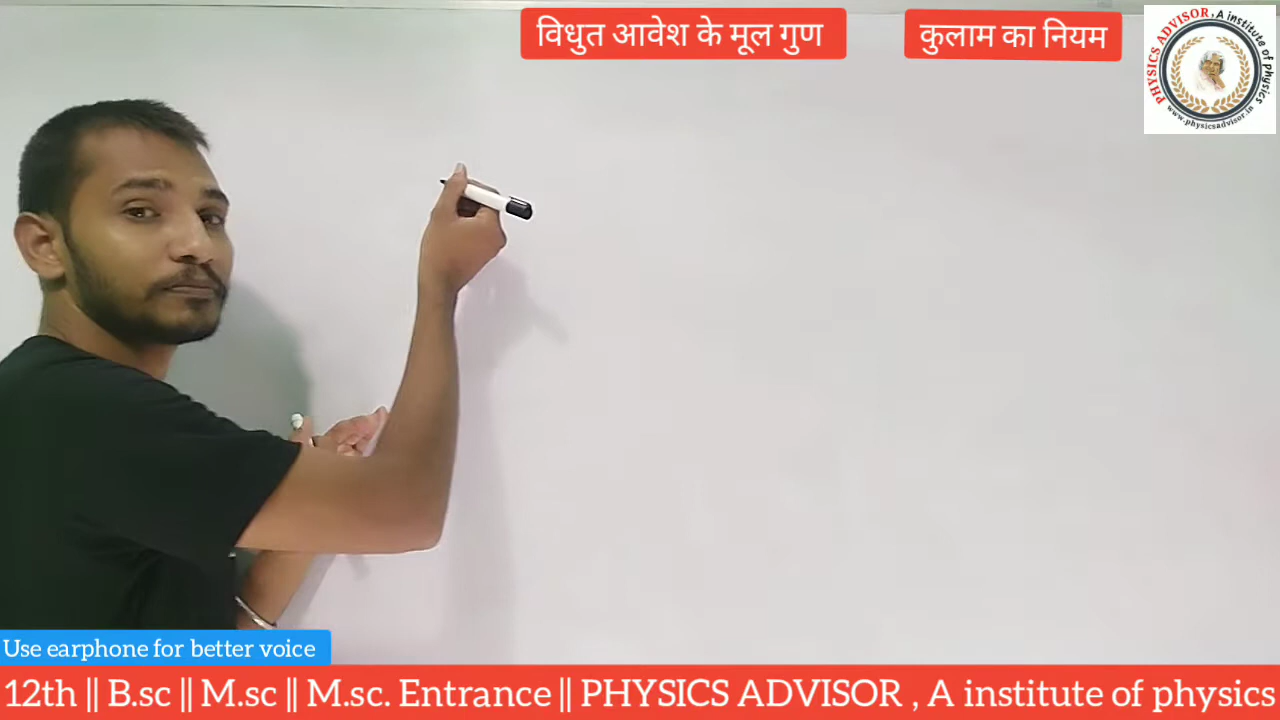 विधुत आवेश के मूल गुण
कुलाम का नियम
PHYSICS ADVISOR, A institute of physics
www.physicsadvisor.in
Use earphone for better voice
12th || B.sc || M.sc || M.sc. Entrance || PHYSICS ADVISOR , A institute of physics